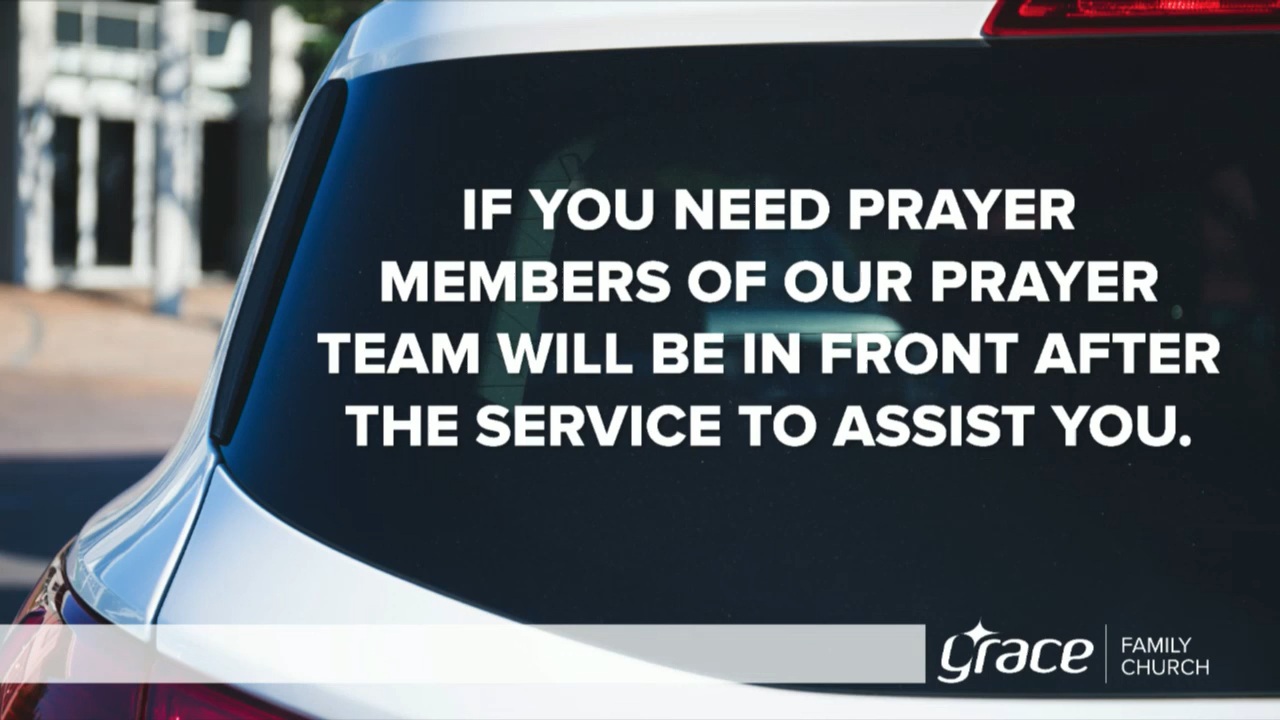 IF YOU NEED PRAYER
MEMBERS OF OUR PRAYER
TEAM WILL BE IN FRONT AFTER
THE SERVICE TO ASSIST YOU.
grace
FAMILY
CHURCH